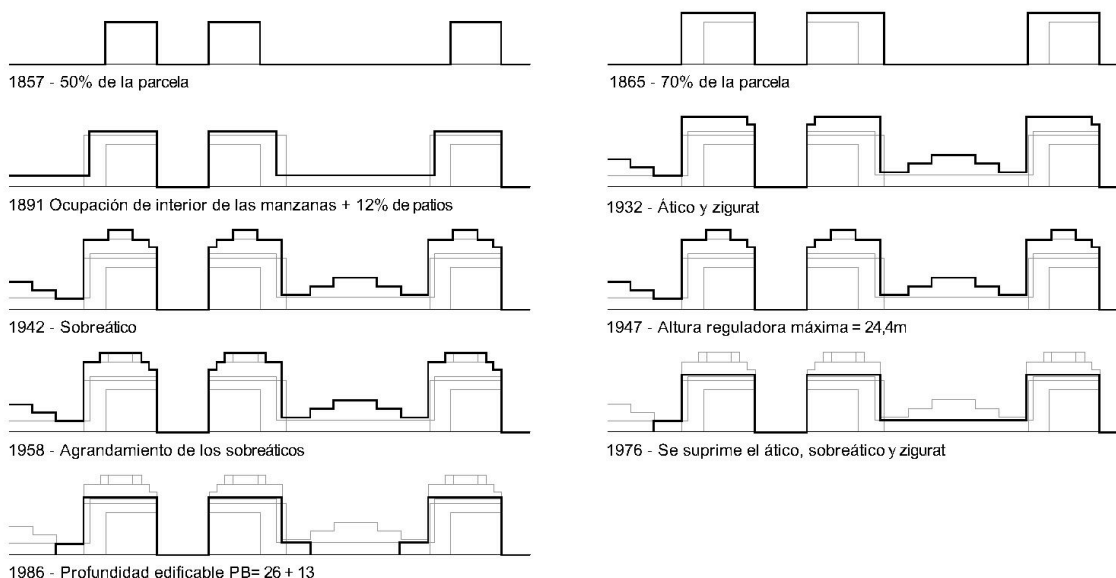 1857 - 50% de la parcela
1865 - 70% de la parcela
1891 Ocupación de interior de las manzanas + 12% de patios
1932 - Ático y zigurat
1942 - Sobreático
1947 - Altura reguladora máxima = 24,4m
1958 - Agrandamiento de los sobreáticos
1976 - Se suprime el ático, sobreático y zigurat
1986 - Profundidad edificable PB= 26 + 13